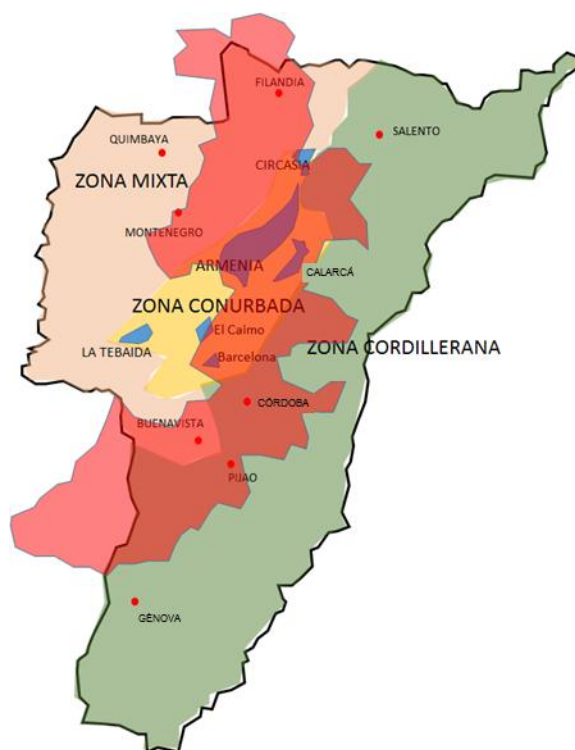 FILANDIA
SALENTO
QUIMBAYA
CIRCASIA
ZONA MIXTA
MONTENEGRO
ARMENIA
CALARCÁ
ZONA CONURBADA
El Caimo
ZONA CORDILLERANA
LA TEBAIDA
Barcelona
CÓRDOBA
BUENAVISTA
PIJAO
GÉNOVA